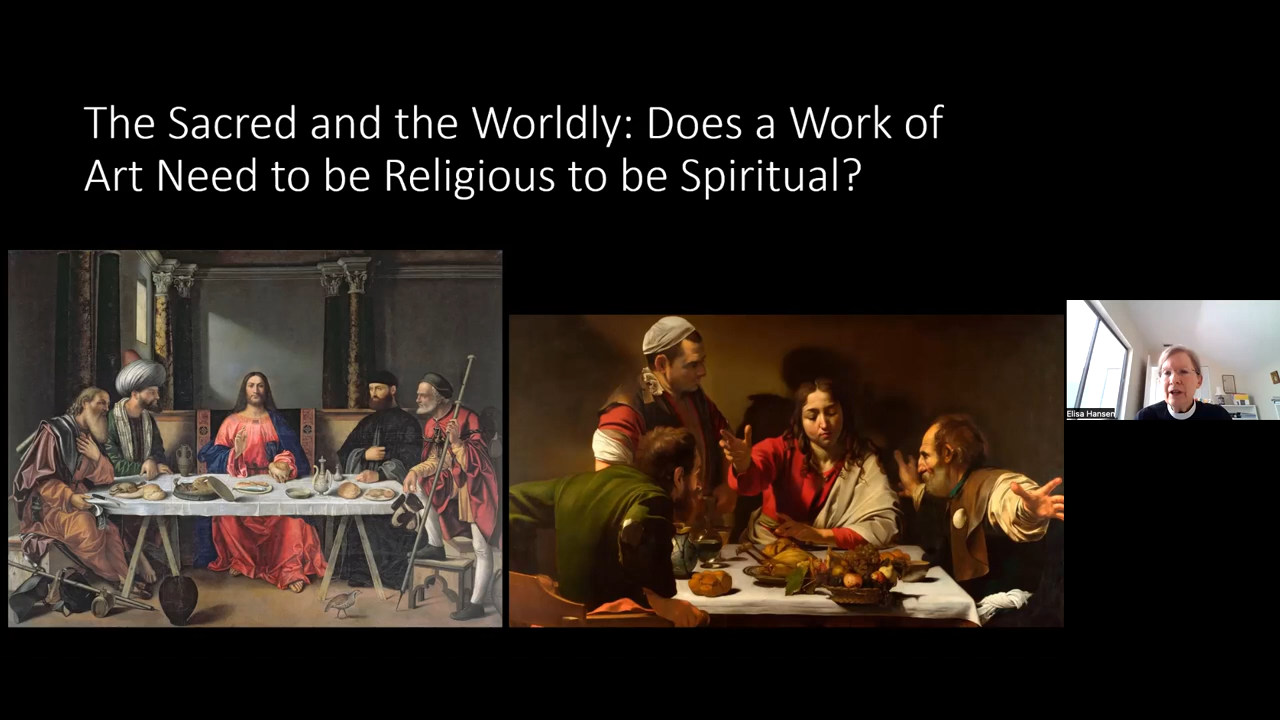 The Sacred and the Worldly: Does a Work of
Art Need to be Religious to be Spiritual?
Elisa Hansen